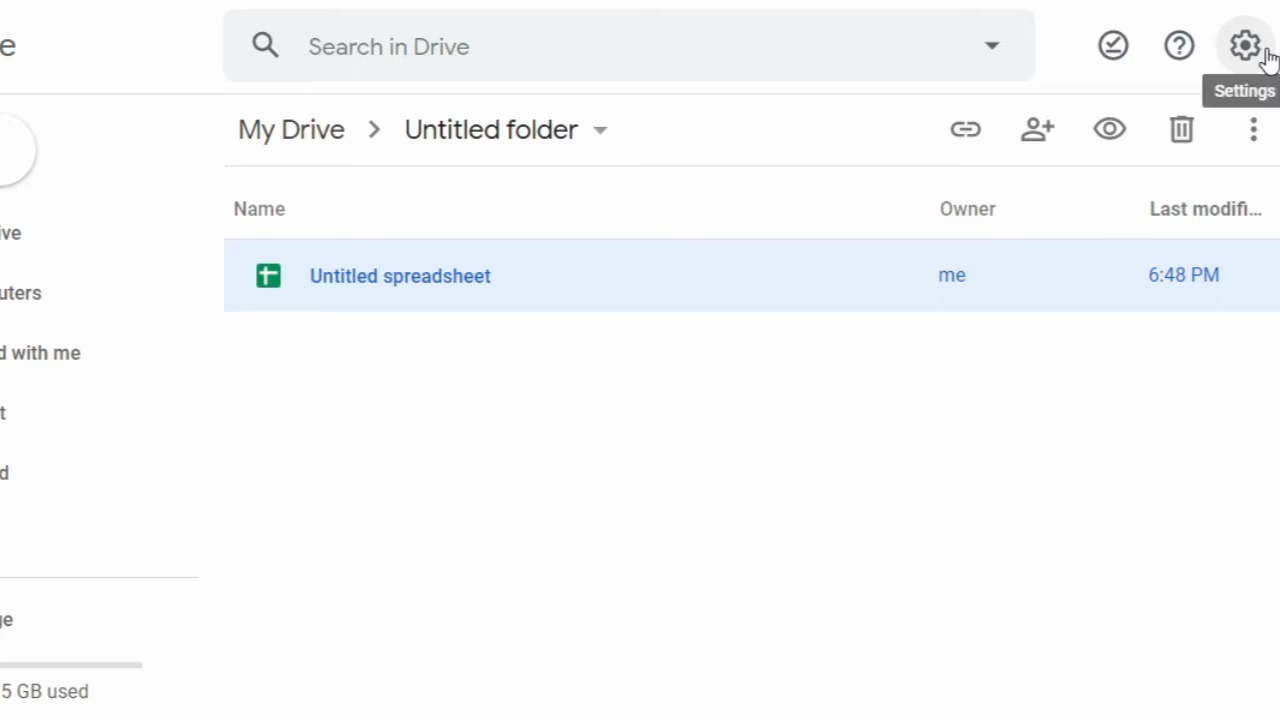 e
Search in Drive
Settings
My Drive > Untitled folder
Name Owner Last modifi...
ive
Untitled spreadsheet me 6:48 PM
uters
d with me
t
d
ge
5 GB used